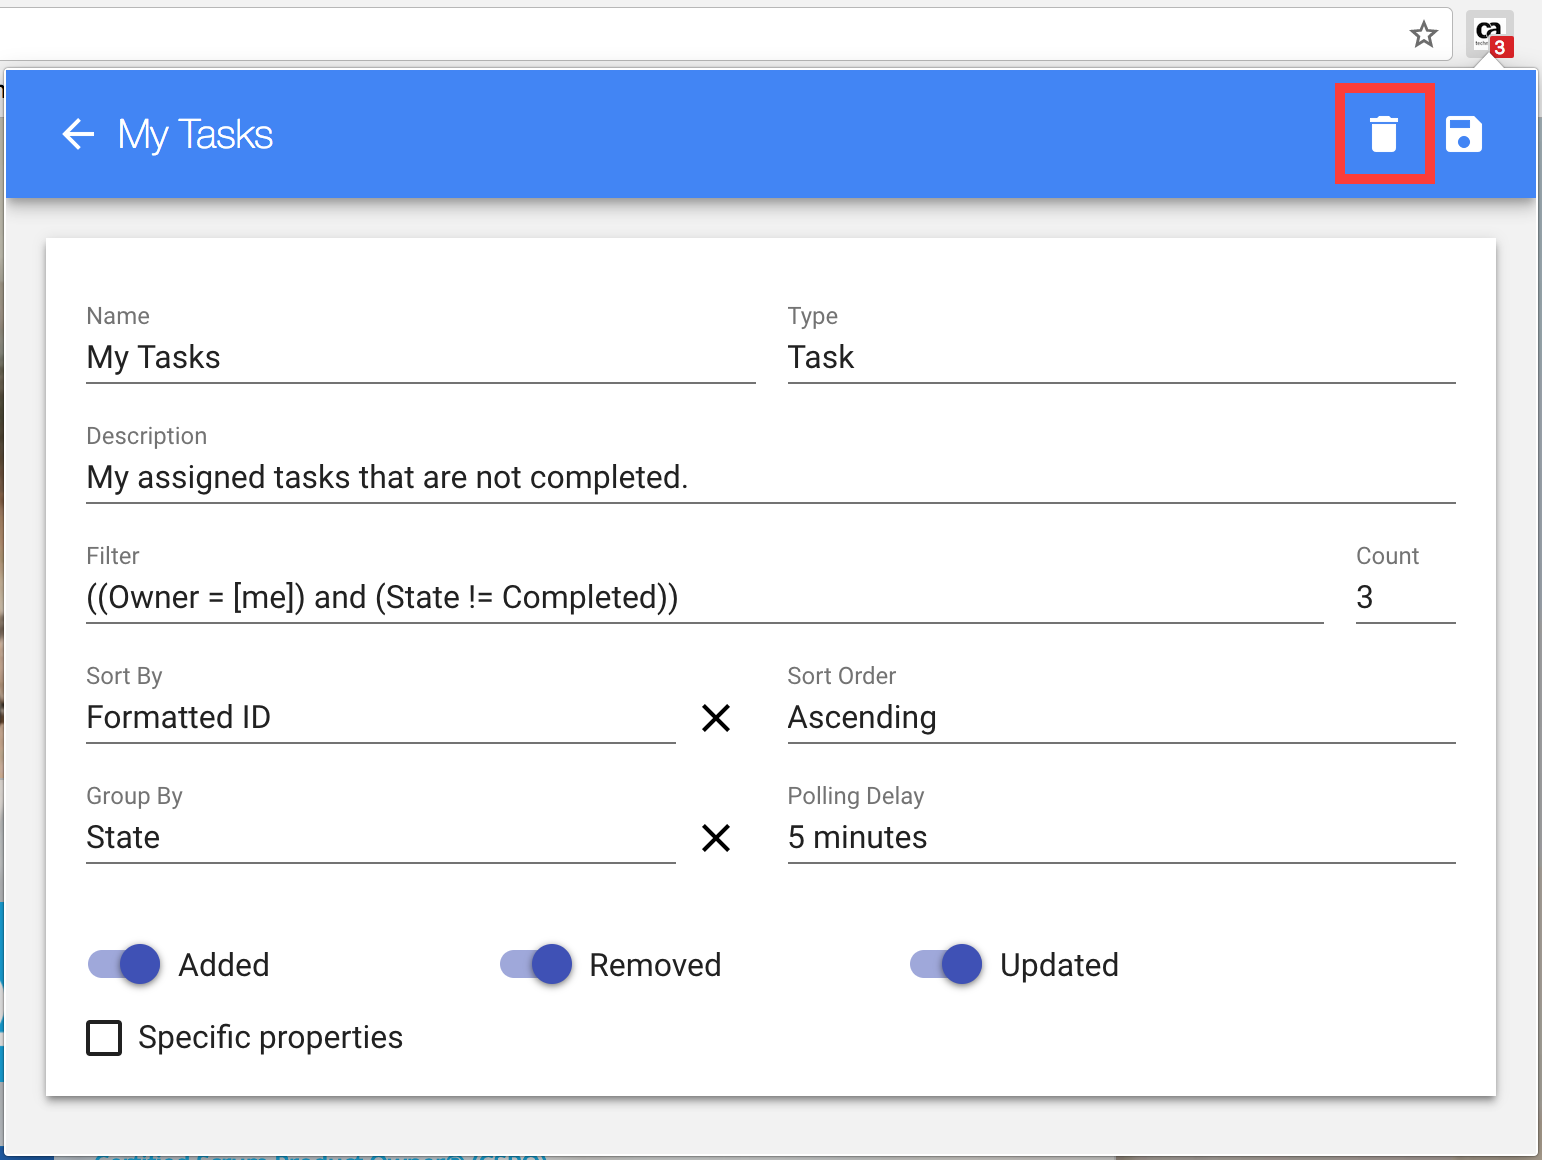 ca
3
My Tasks
Name
My Tasks
Type
Task
Description
My assigned tasks that are not completed.
Filter
((Owner = [me]) and (State != Completed))
Count
3
Sort By
Formatted ID
Sort Order
Ascending
Group By
State
Polling Delay
5 minutes
Added
Removed
Updated
Specific properties